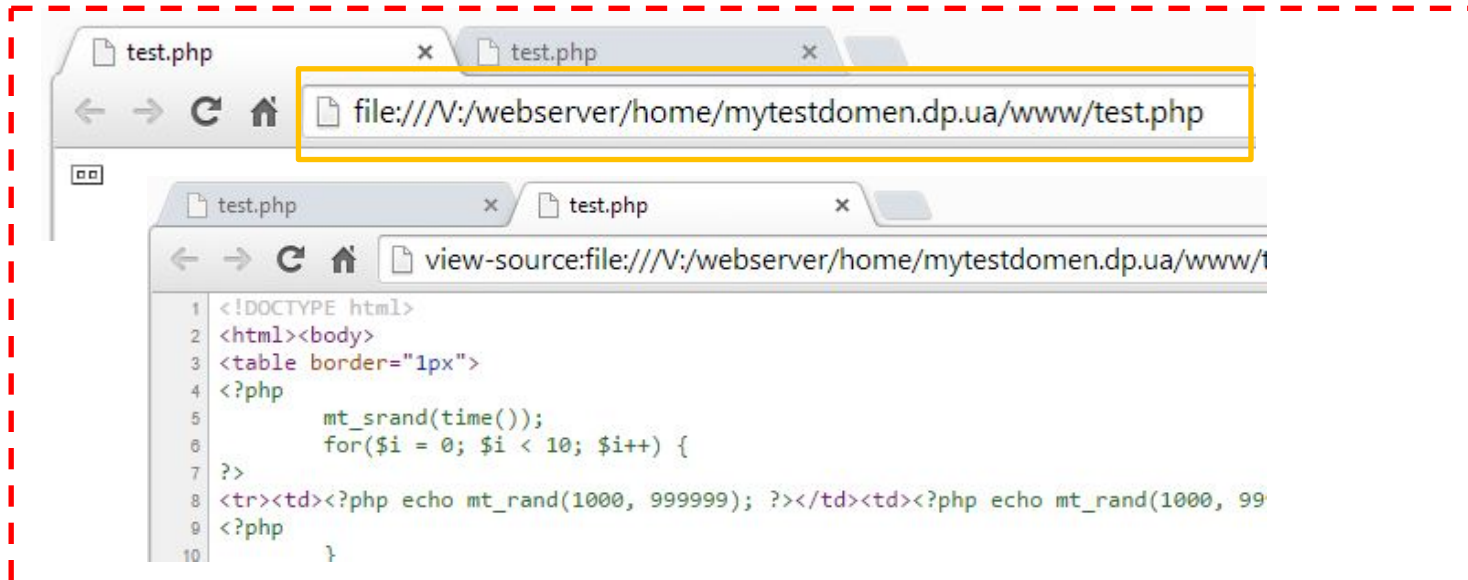 test.php × test.php ×
file:///V:/webserver/home/mytestdomen.dp.ua/www/test.php
test.php × test.php ×
view-source:file:///V:/webserver/home/mytestdomen.dp.ua/www/
1 <!DOCTYPE html>
2 <html><body>
3 <table border="1px">
4 <?php
5 mt_srand(time());
6 for($i = 0; $i < 10; $i++) {
7 ?>
8 <tr><td><?php echo mt_rand(1000, 999999); ?></td><td><?php echo mt_rand(1000, 99
9 <?php
10 }